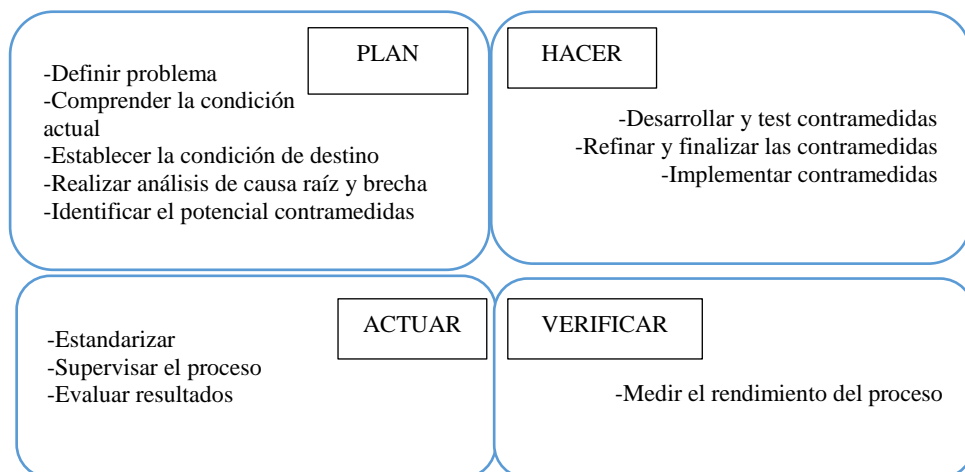 PLAN
-Definir problema
-Comprender la condición
actual
-Establecer la condición de destino
-Realizar análisis de causa raíz y brecha
-Identificar el potencial contramedidas
HACER
-Desarrollar y test contramedidas
-Refinar y finalizar las contramedidas
-Implementar contramedidas
ACTUAR
-Estandarizar
-Supervisar el proceso
-Evaluar resultados
VERIFICAR
-Medir el rendimiento del proceso